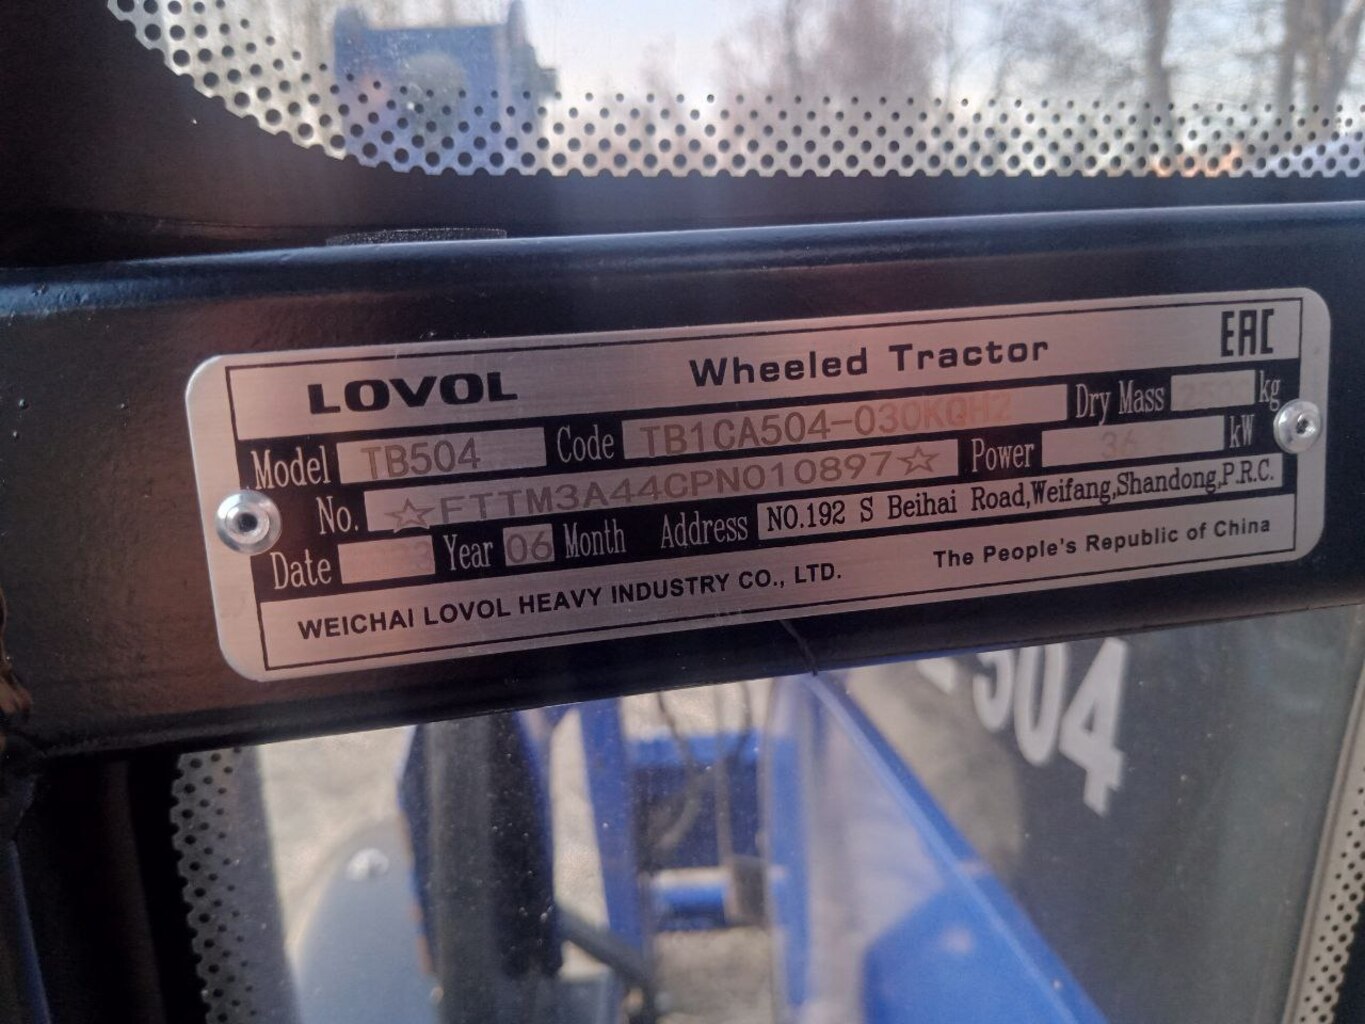 LOVOL Wheeled Tractor EAC
Model TB504 Code TB1CA504-030KQH2 Dry Mass kg
No. ☆FTTM3A44CPN010897☆ Power 36 kW
Date Year 06 Month Address NO.192 S Beihai Road,Weifang,Shandong,P.R.C.
WEICHAI LOVOL HEAVY INDUSTRY CO., LTD. The People's Republic of China
504